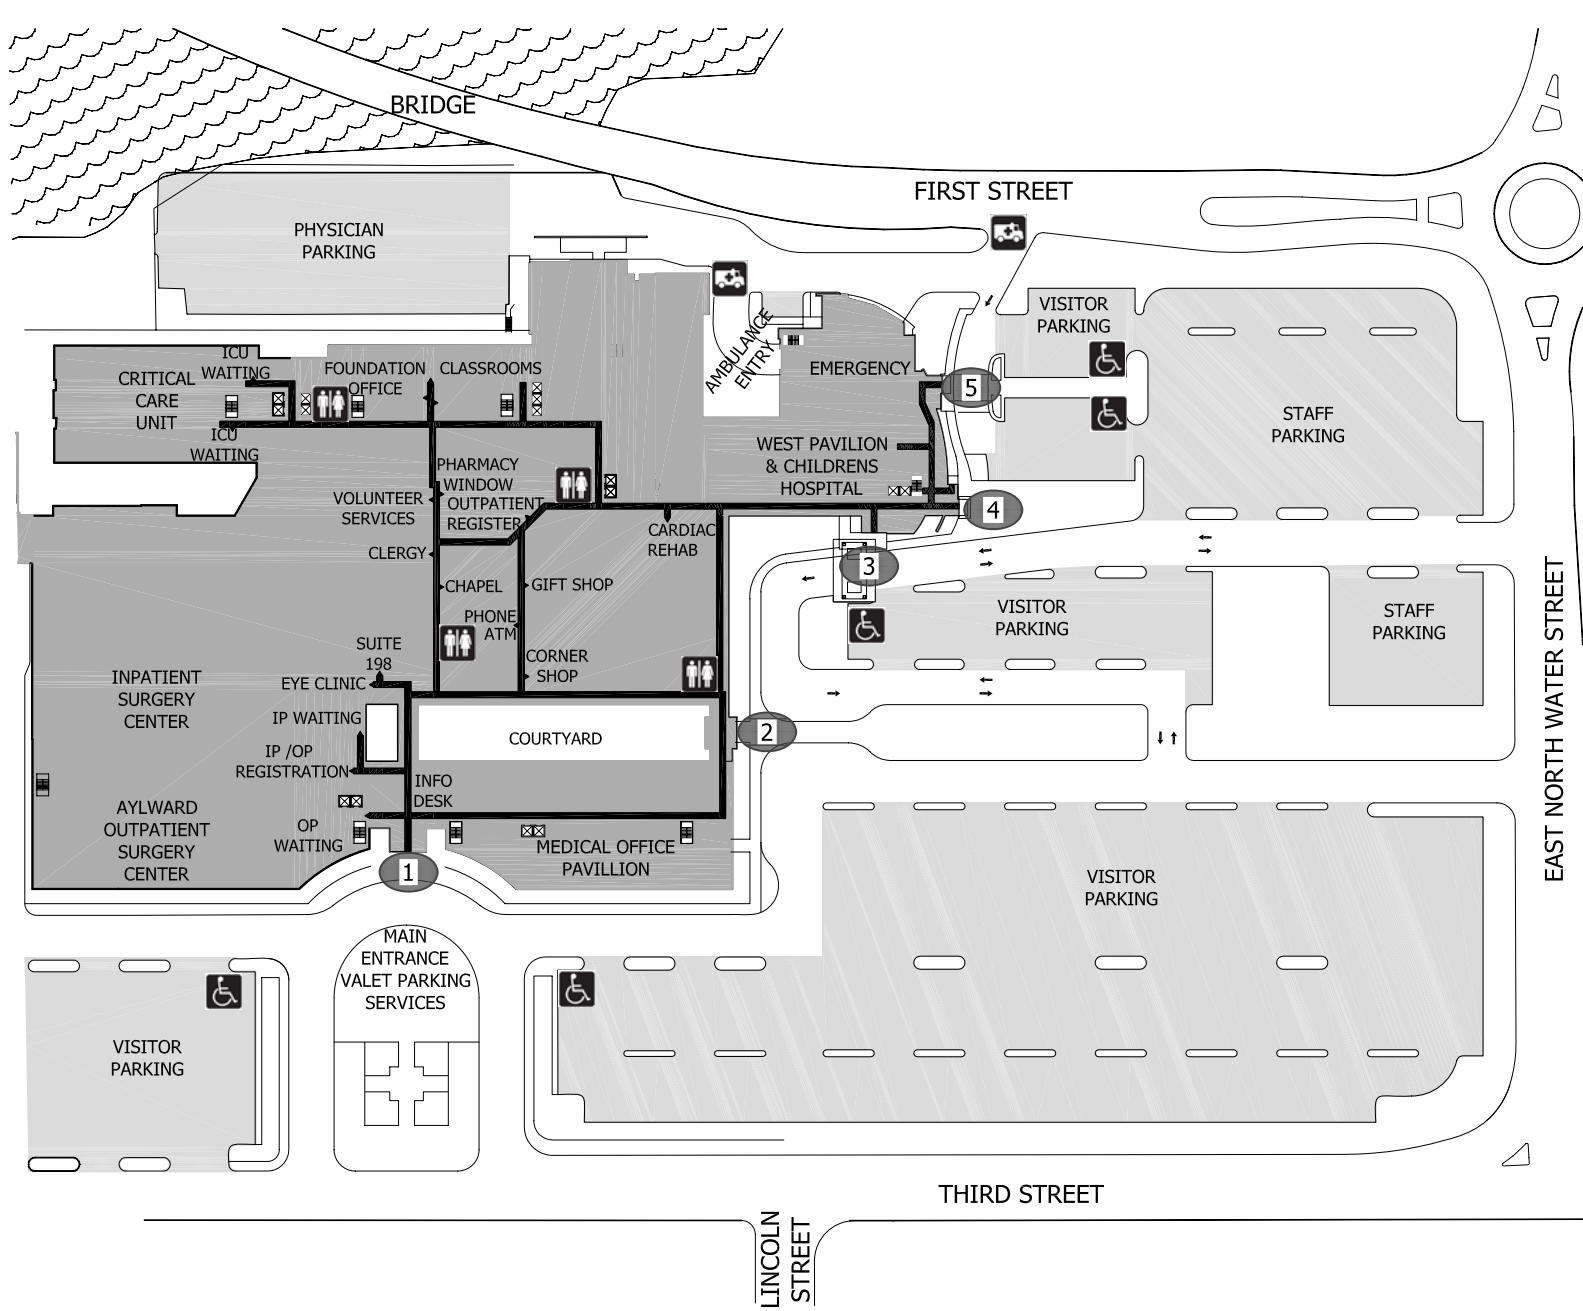 BRIDGE
FIRST STREET
PHYSICIAN
PARKING
VISITOR
PARKING
AMBULANCE
ENTRY
EMERGENCY
5
STAFF
PARKING
ICU
WAITING
CRITICAL
CARE
UNIT
FOUNDATION
OFFICE
CLASSROOMS
ICU
WAITING
WEST PAVILION
& CHILDRENS
HOSPITAL
PHARMACY
WINDOW
OUTPATIENT
REGISTER
VOLUNTEER
SERVICES
4
CARDIAC
REHAB
CLERGY
3
CHAPEL
GIFT SHOP
PHONE
ATM
VISITOR
PARKING
STAFF
PARKING
SUITE
198
CORNER
SHOP
EYE CLINIC
INPATIENT
SURGERY
CENTER
IP WAITING
COURTYARD
2
IP /OP
REGISTRATION
INFO
DESK
AYLWARD
OUTPATIENT
SURGERY
CENTER
OP
WAITING
MEDICAL OFFICE
PAVILLION
1
VISITOR
PARKING
EAST NORTH WATER STREET
MAIN
ENTRANCE
VALET PARKING
SERVICES
VISITOR
PARKING
THIRD STREET
LINCOLN
STREET